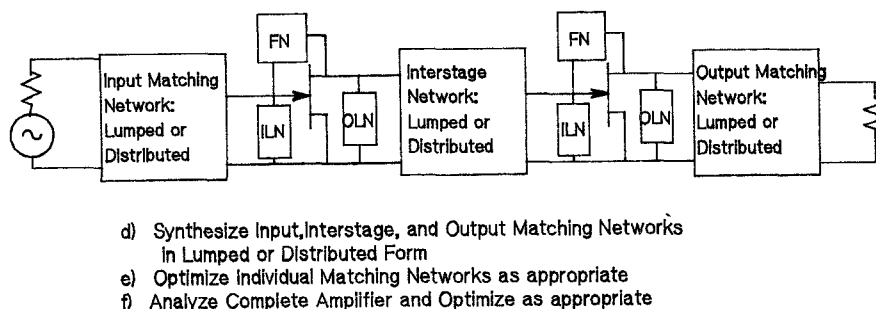 FN
FN
Input Matching
Network:
Lumped or
Distributed
ILN
OLN
Interstage
Network:
Lumped or
Distributed
ILN
OLN
Output Matching
Network:
Lumped or
Distributed
d) Synthesize Input,Interstage, and Output Matching Networks
in Lumped or Distributed Form
e) Optimize Individual Matching Networks as appropriate
f) Analyze Complete Amplifier and Optimize as appropriate